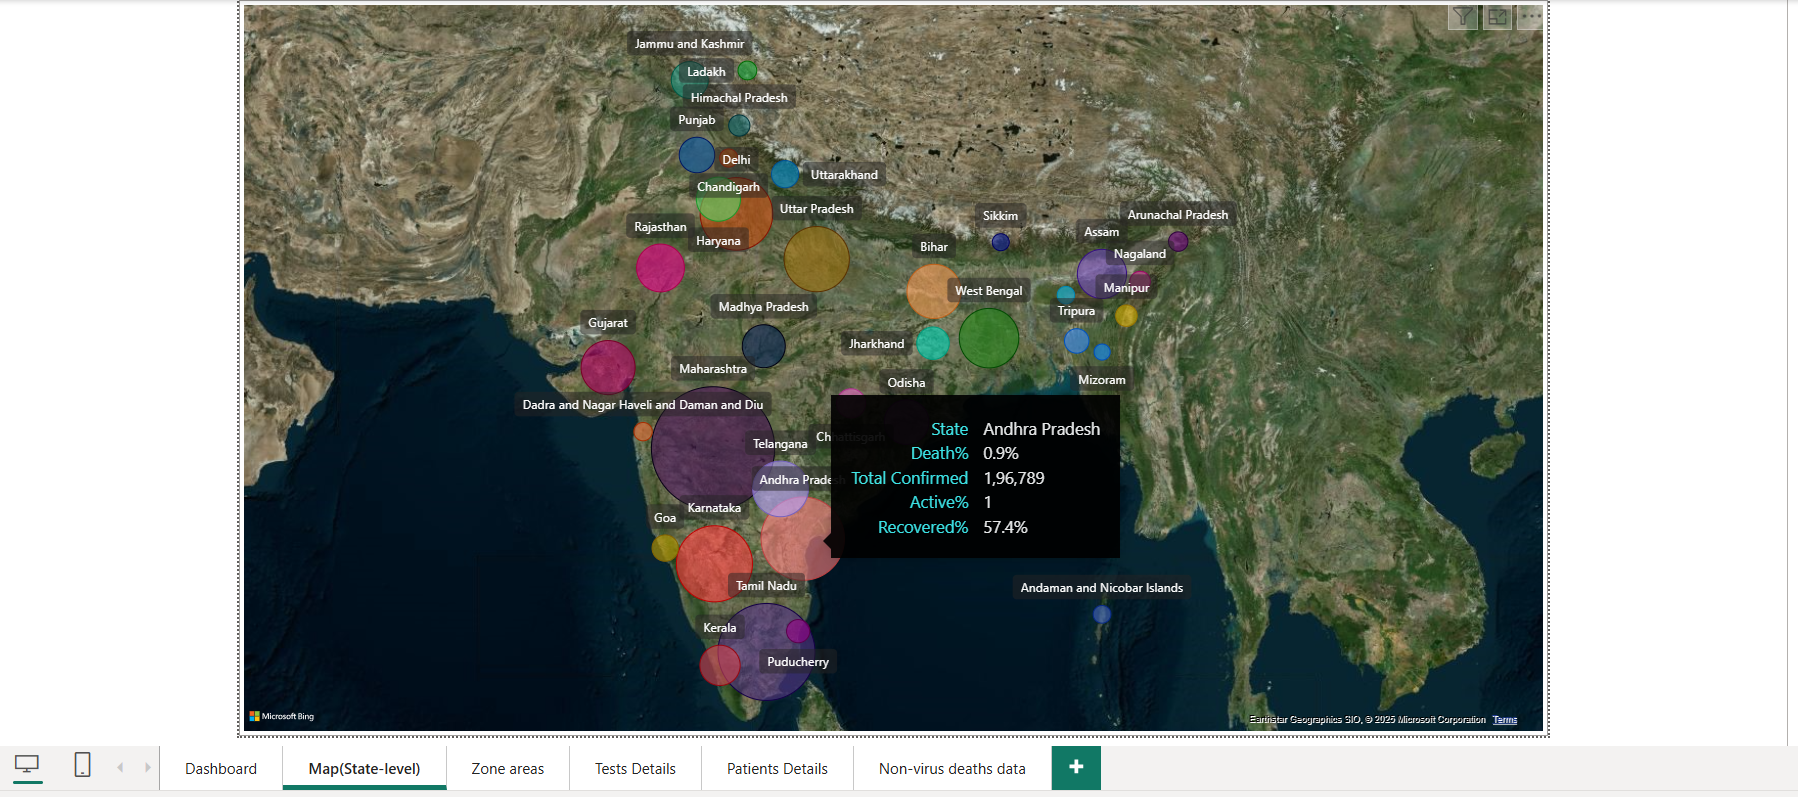 Jammu and Kashmir
Ladakh
Himachal Pradesh
Punjab
Delhi
Uttarakhand
Chandigarh
Uttar Pradesh
Rajasthan
Haryana
Sikkim
Arunachal Pradesh
Assam
Bihar
Nagaland
West Bengal
Manipur
Madhya Pradesh
Tripura
Gujarat
Jharkhand
Maharashtra
Odisha
Mizoram
Dadra and Nagar Haveli and Daman and Diu
Telangana
Chhattisgarh
State Andhra Pradesh
Death% 0.9%
Total Confirmed 1,96,789
Active% 1
Recovered% 57.4%
Andhra Prade
Karnataka
Goa
Tamil Nadu
Andaman and Nicobar Islands
Kerala
Puducherry
Microsoft Bing
Earthstar Geographics SIO, © 2025 Microsoft Corporation Terms
Dashboard
Map(State-level)
Zone areas
Tests Details
Patients Details
Non-virus deaths data